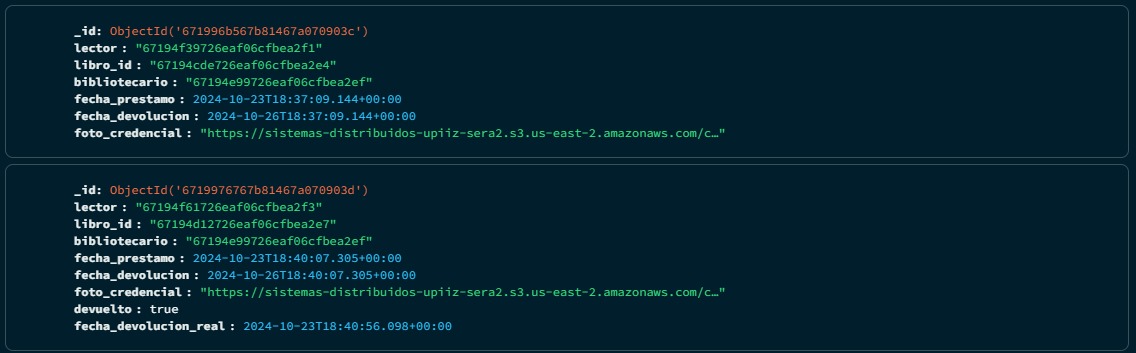 _id: ObjectId('671996b567b81467a070903c')
lector : "67194f39726eaf06cfbea2f1"
libro_id : "67194cde726eaf06cfbea2e4"
bibliotecario : "67194e99726eaf06cfbea2ef"
fecha_prestamo : 2024-10-23T18:37:09.144+00:00
fecha_devolucion : 2024-10-26T18:37:09.144+00:00
foto_credencial : "https://sistemas-distribuidos-upiiz-sera2.s3.us-east-2.amazonaws.com/c…"
_id: ObjectId('6719976767b81467a070903d')
lector : "67194f61726eaf06cfbea2f3"
libro_id : "67194d12726eaf06cfbea2e7"
bibliotecario : "67194e99726eaf06cfbea2ef"
fecha_prestamo : 2024-10-23T18:40:07.305+00:00
fecha_devolucion : 2024-10-26T18:40:07.305+00:00
foto_credencial : "https://sistemas-distribuidos-upiiz-sera2.s3.us-east-2.amazonaws.com/c…"
devuelto : true
fecha_devolucion_real : 2024-10-23T18:40:56.098+00:00